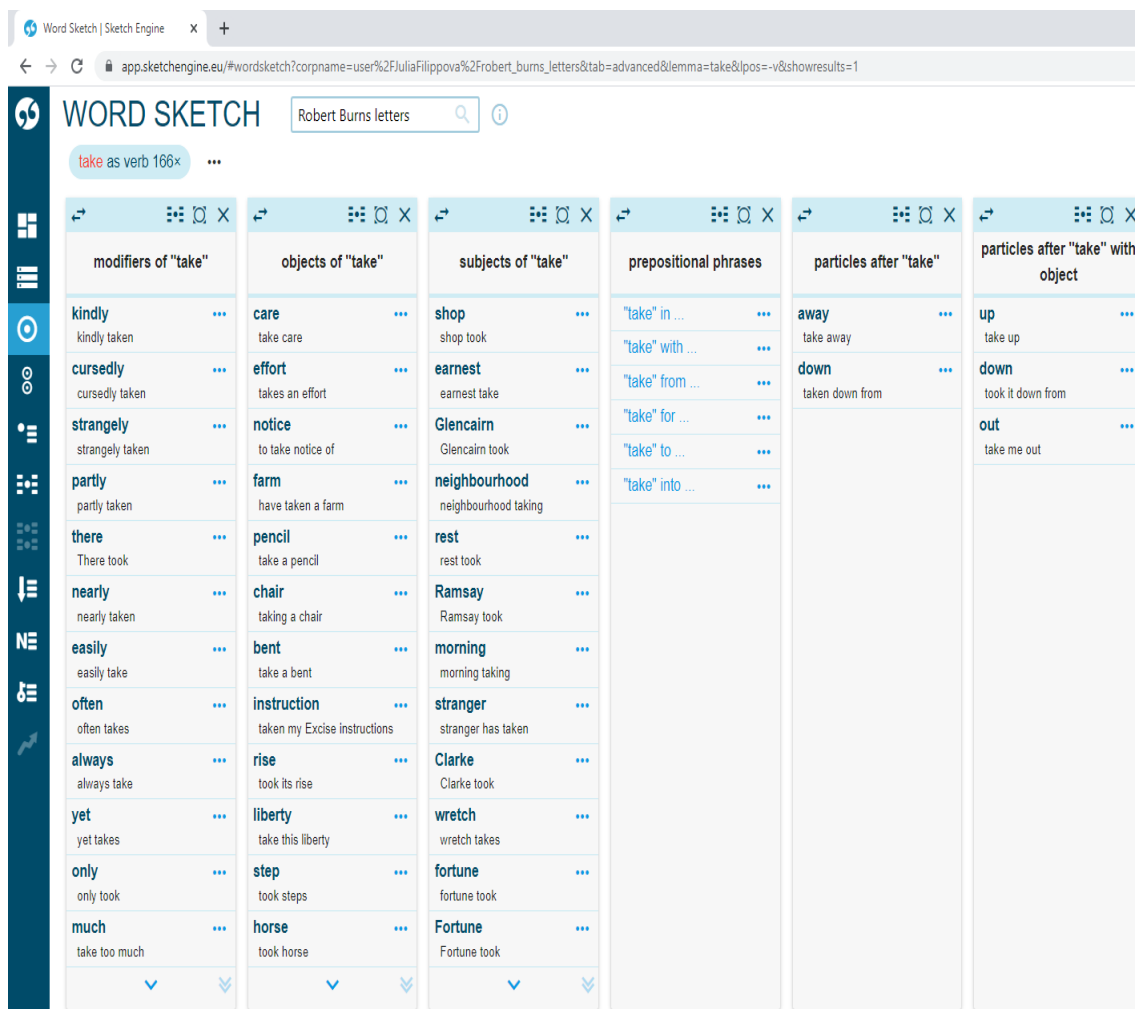 Word Sketch | Sketch Engine
app.sketchengine.eu/#wordsketch?corpname=user%2FJuliaFilippova%2Frobert_burns_letters&tab=advanced&lemma=take&lpos=-v&showresults=1
WORD SKETCH
Robert Burns letters
take as verb 166×
modifiers of "take"
kindly
kindly taken
cursedly
cursedly taken
strangely
strangely taken
partly
partly taken
there
There took
nearly
nearly taken
easily
easily take
often
often takes
always
always take
yet
yet takes
only
only took
much
take too much
objects of "take"
care
take care
effort
takes an effort
notice
to take notice of
farm
have taken a farm
pencil
take a pencil
chair
taking a chair
bent
take a bent
instruction
taken my Excise instructions
rise
took its rise
liberty
take this liberty
step
took steps
horse
took horse
subjects of "take"
shop
shop took
earnest
earnest take
Glencairn
Glencairn took
neighbourhood
neighbourhood taking
rest
rest took
Ramsay
Ramsay took
morning
morning taking
stranger
stranger has taken
Clarke
Clarke took
wretch
wretch takes
fortune
fortune took
Fortune
Fortune took
prepositional phrases
"take" in ...
"take" with ...
"take" from ...
"take" for ...
"take" to ...
"take" into ...
particles after "take"
away
take away
down
taken down from
particles after "take" with
object
up
take up
down
took it down from
out
take me out